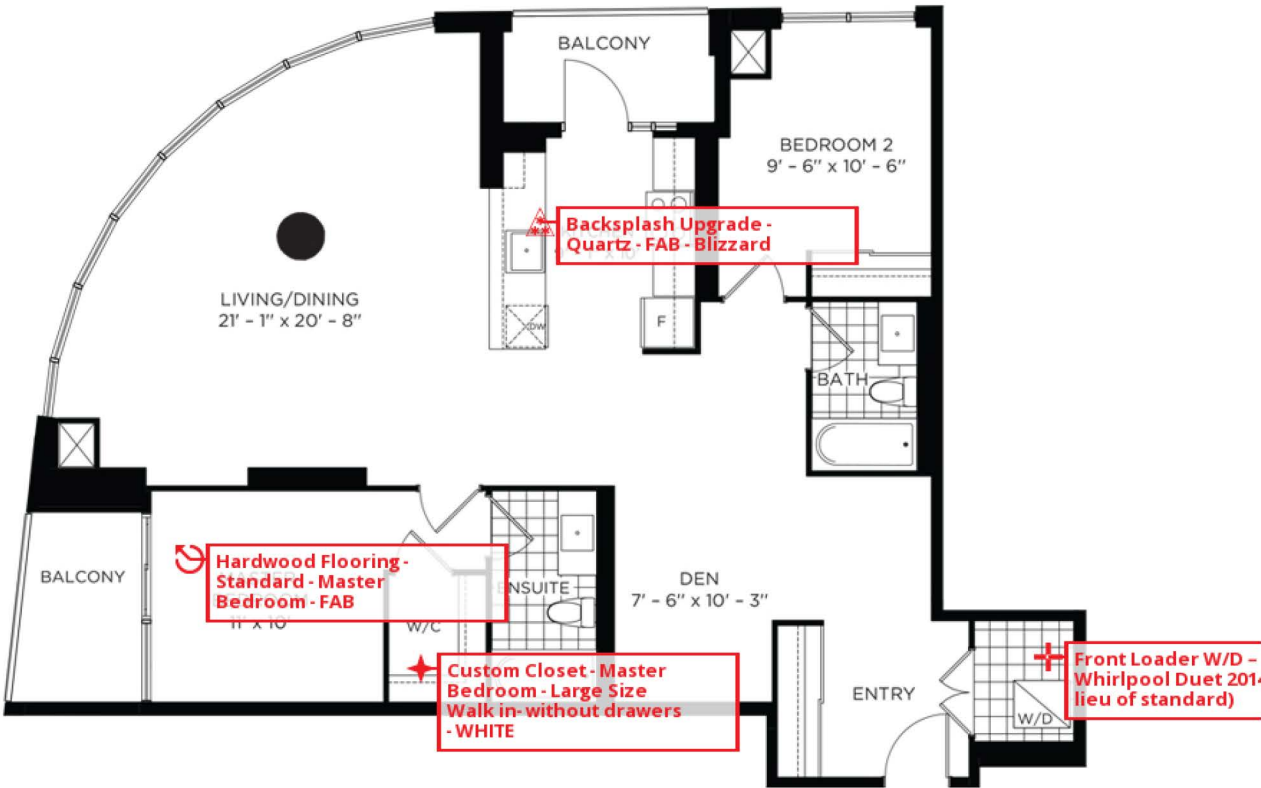 BALCONY
BEDROOM 2
9' - 6" x 10' - 6"
Backsplash Upgrade -
Quartz - FAB - Blizzard
LIVING/DINING
21' - 1" x 20' - 8"
DW
F
BATH
BALCONY
Hardwood Flooring -
Standard - Master
Bedroom - FAB
11' x 10'
W/C
ENSUITE
DEN
7' - 6" x 10' - 3"
Custom Closet - Master
Bedroom - Large Size
Walk in- without drawers
- WHITE
ENTRY
W/D
Front Loader W/D –
Whirlpool Duet 2014
lieu of standard)